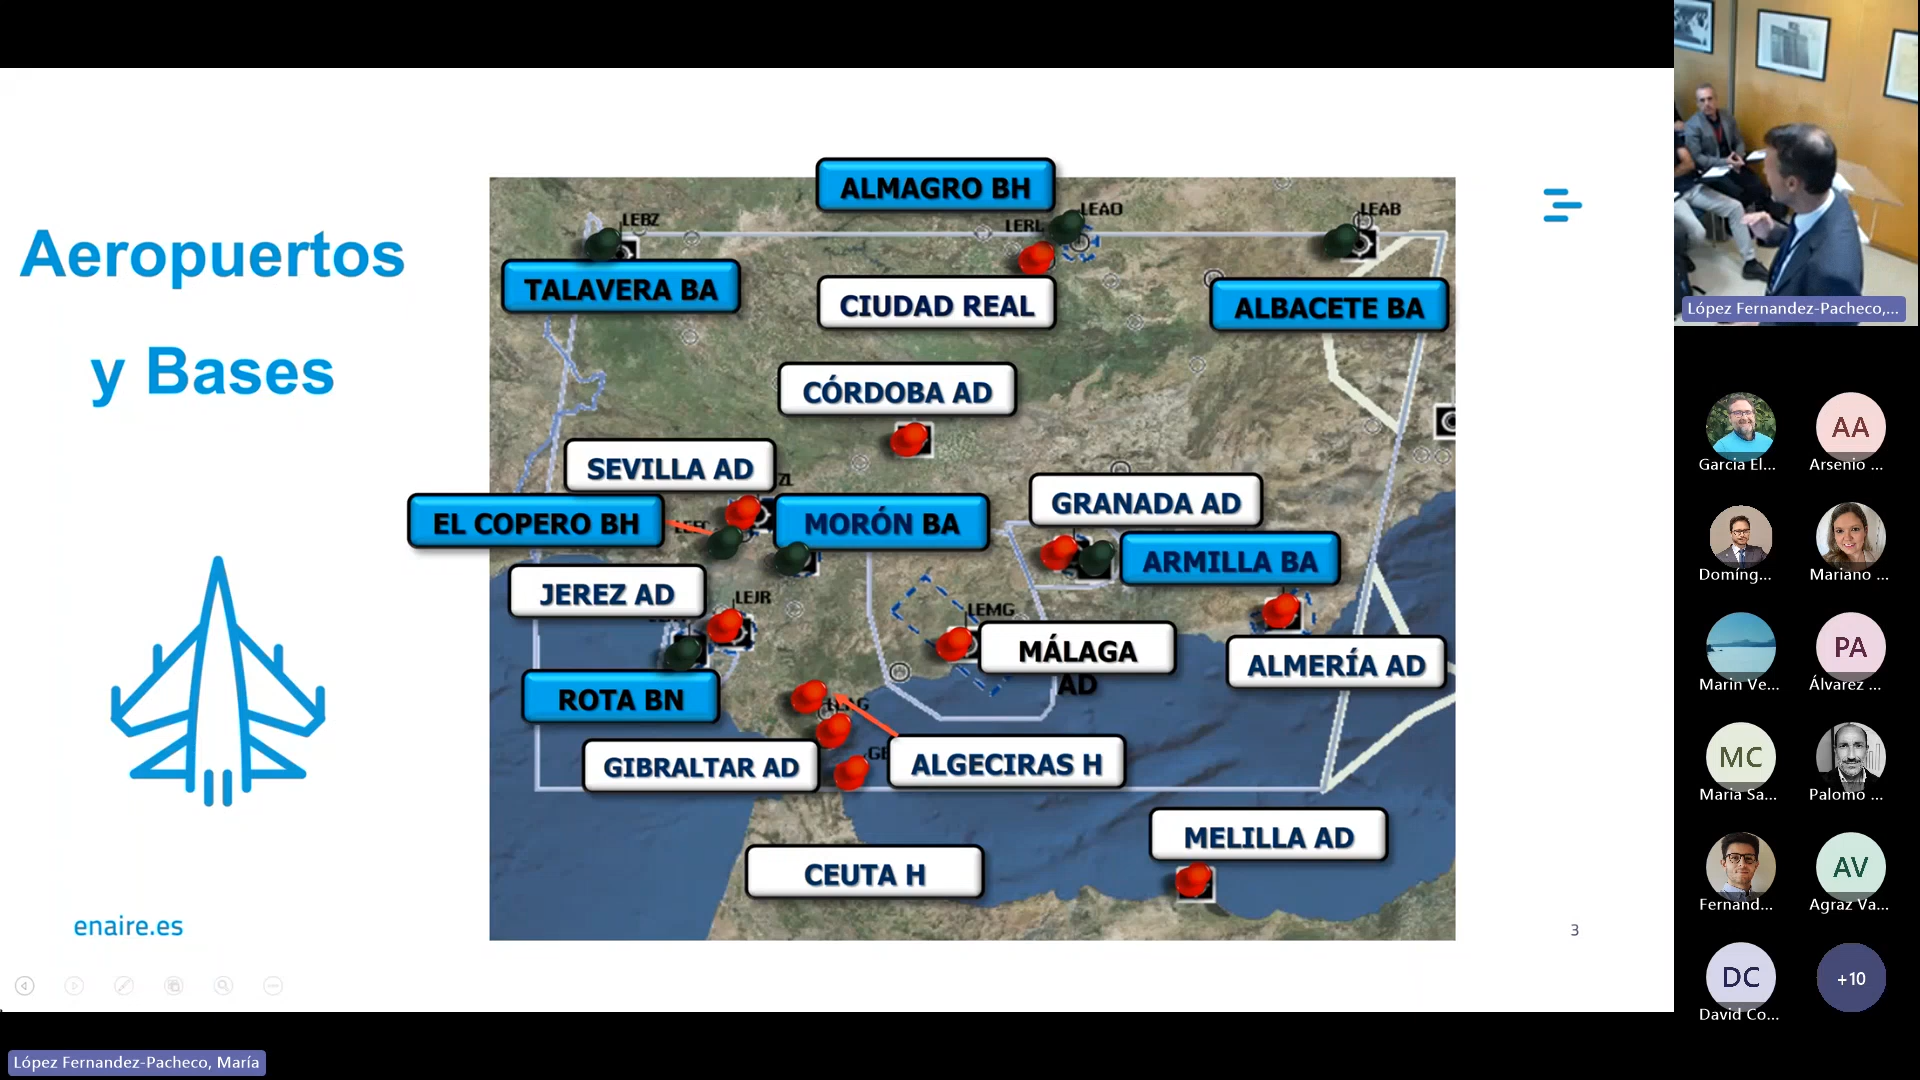 Aeropuertos
y Bases
ALMAGRO BH
LEBZ
LERL
LEAO
LEAB
TALAVERA BA
CIUDAD REAL
ALBACETE BA
CÓRDOBA AD
SEVILLA AD
GRANADA AD
EL COPERO BH
MORÓN BA
ARMILLA BA
JEREZ AD
LEJR
LEMG
MÁLAGA
AD
ALMERÍA AD
ROTA BN
GIBRALTAR AD
ALGECIRAS H
MELILLA AD
CEUTA H
enaire.es
3
López Fernandez-Pacheco,...
Garcia El...
AA
Arsenio ...
Domíng...
Mariano ...
Marin Ve...
PA
Álvarez ...
MC
Maria Sa...
Palomo ...
Fernand...
AV
Agraz Va...
DC
David Co...
+10
López Fernandez-Pacheco, María